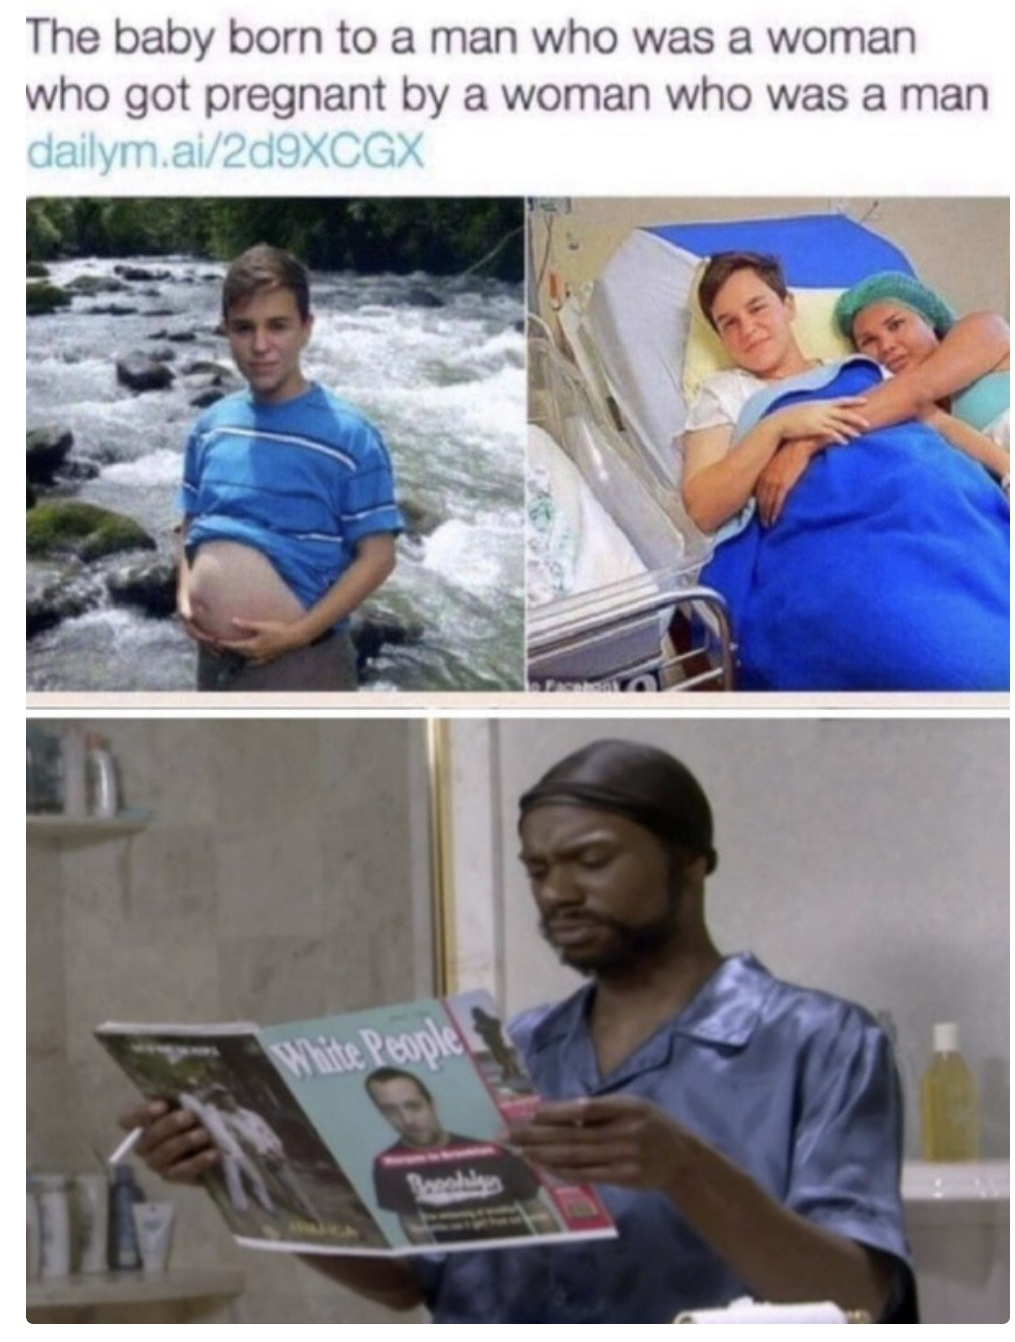 The baby born to a man who was a woman
who got pregnant by a woman who was a man
dailym.ai/2d9XCGX
White People
Brooklyn